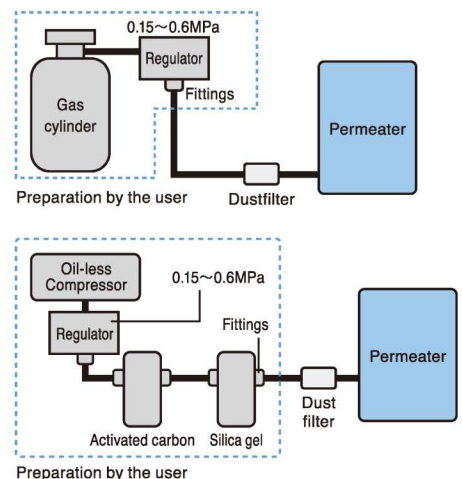 0.15～0.6MPa
Regulator
Gas
cylinder
Fittings
Permeater
Preparation by the user
Dustfilter
Oil-less
Compressor
0.15～0.6MPa
Regulator
Fittings
Permeater
Dust
filter
Activated carbon
Silica gel
Preparation by the user